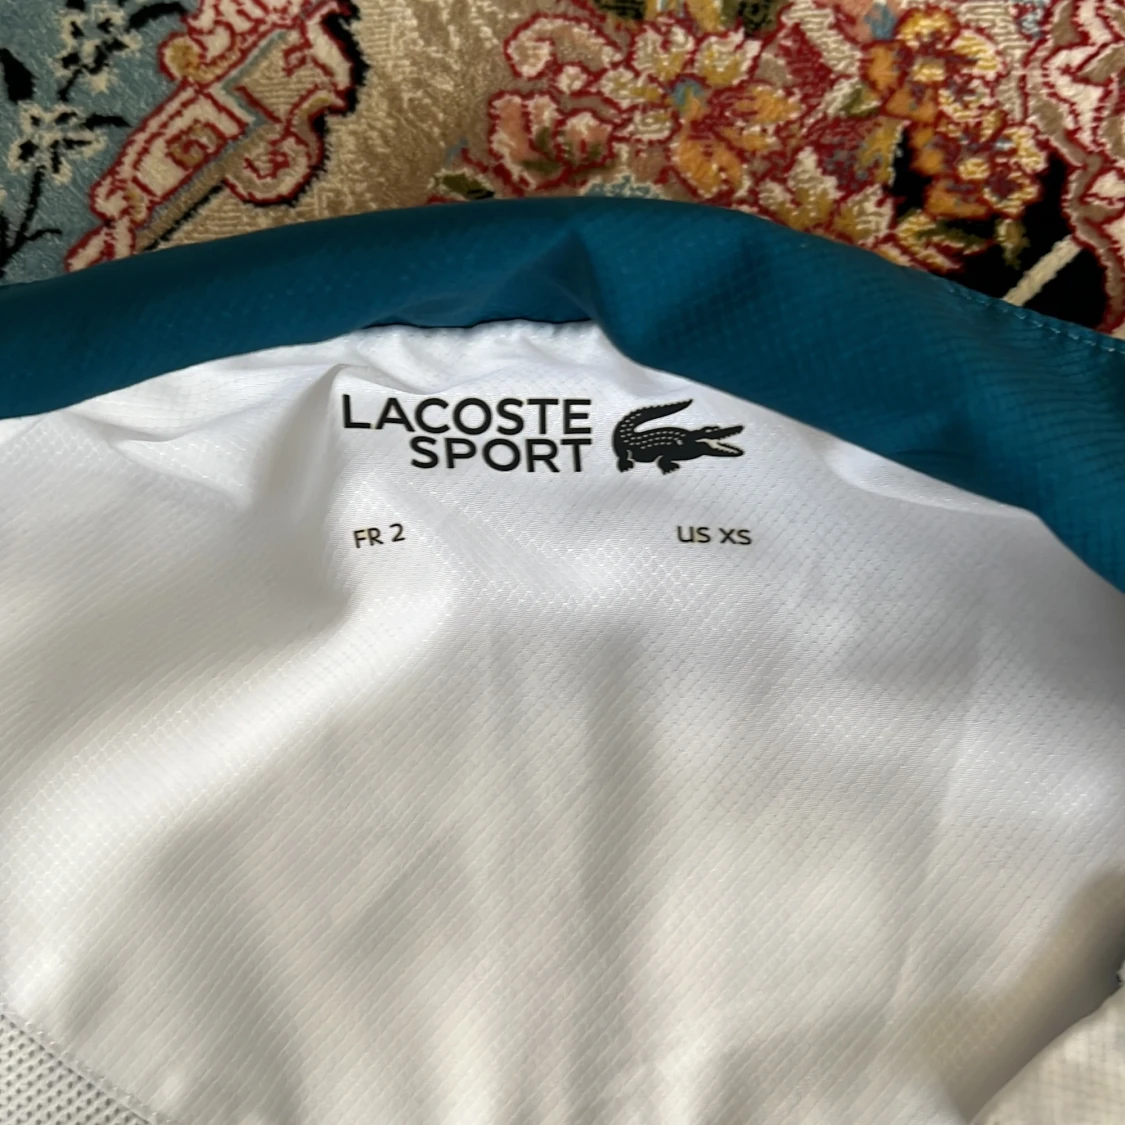 LACOSTE
SPORT
FR 2 US XS